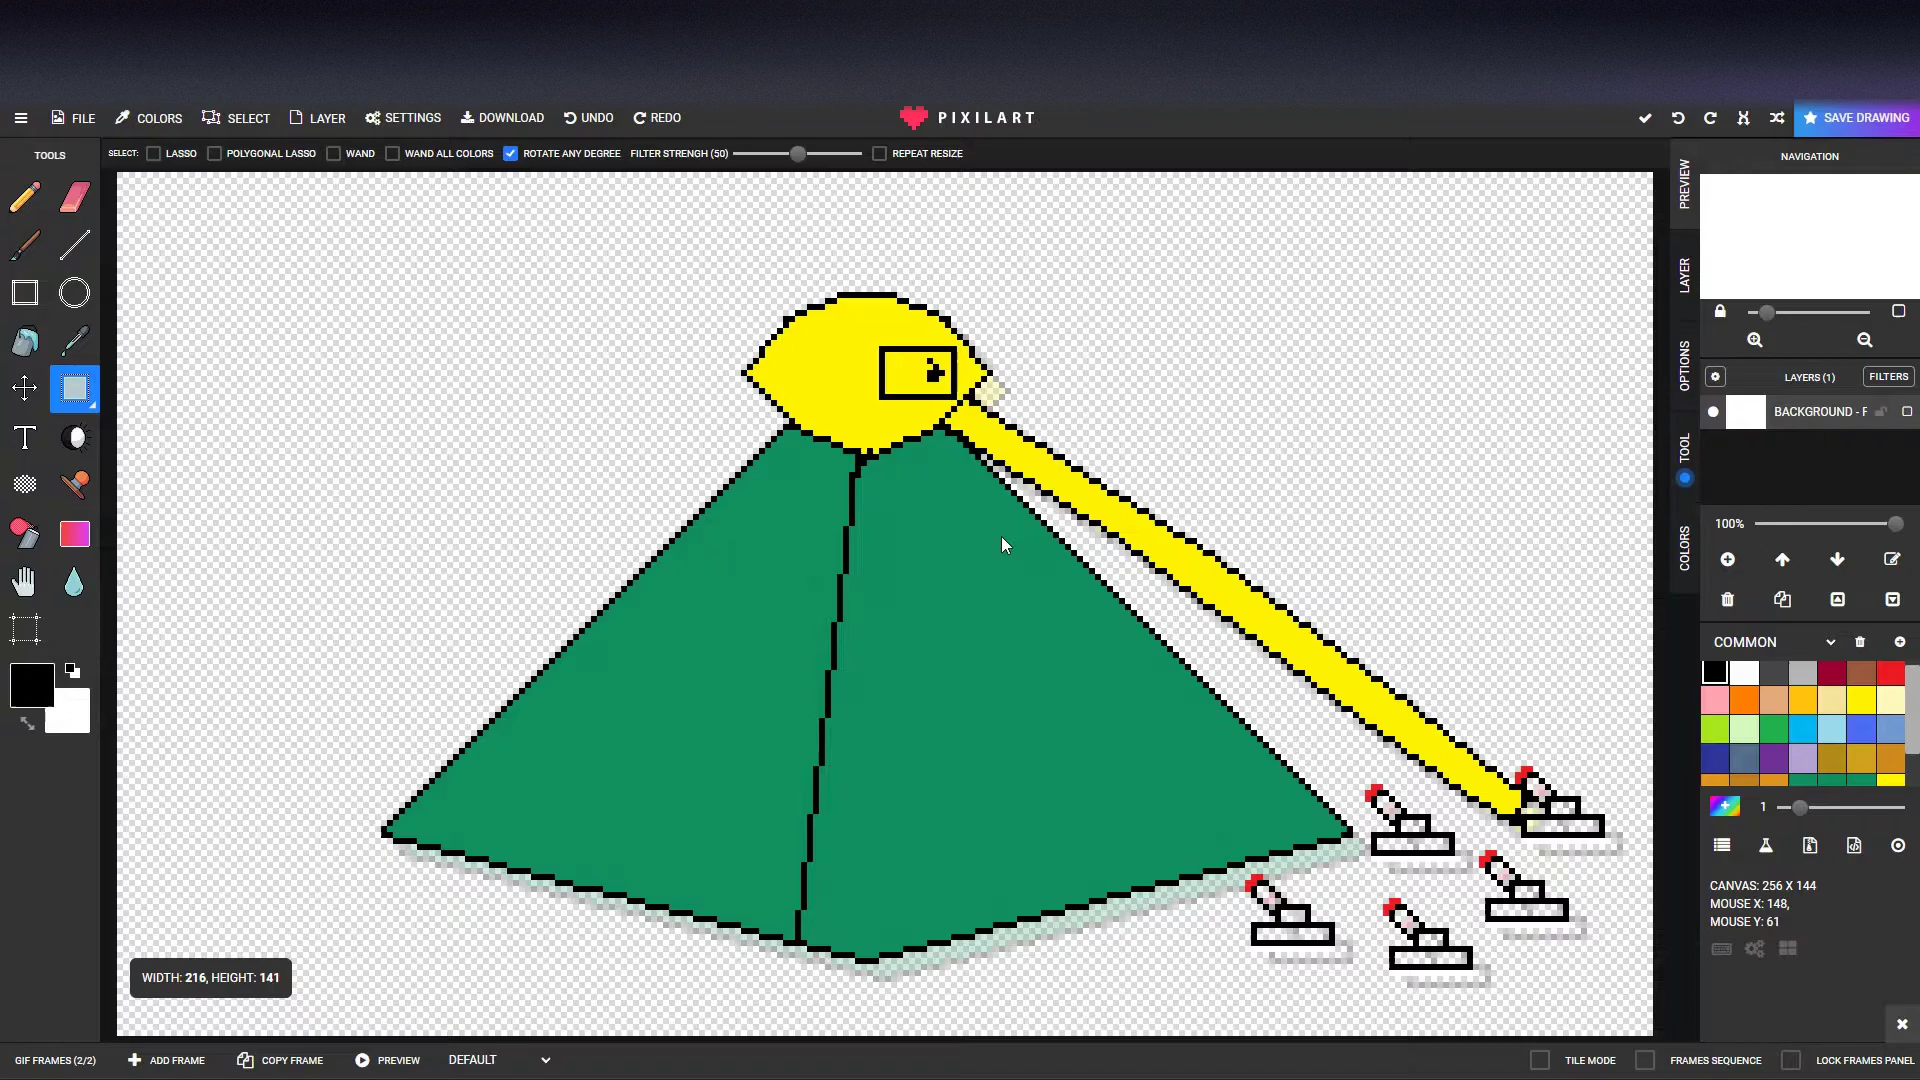 FILE COLORS SELECT LAYER SETTINGS DOWNLOAD UNDO REDO PIXILART SAVE DRAWING
TOOLS SELECT: LASSO POLYGONAL LASSO WAND WAND ALL COLORS ROTATE ANY DEGREE FILTER STRENGH (50) REPEAT RESIZE
NAVIGATION
PREVIEW
LAYER
OPTIONS
TOOL
COLORS
LAYERS (1) FILTERS
BACKGROUND - F
100%
COMMON
1
CANVAS: 256 X 144
MOUSE X: 148,
MOUSE Y: 61
WIDTH: 216, HEIGHT: 141
GIF FRAMES (2/2) ADD FRAME COPY FRAME PREVIEW DEFAULT TILE MODE FRAMES SEQUENCE LOCK FRAMES PANEL